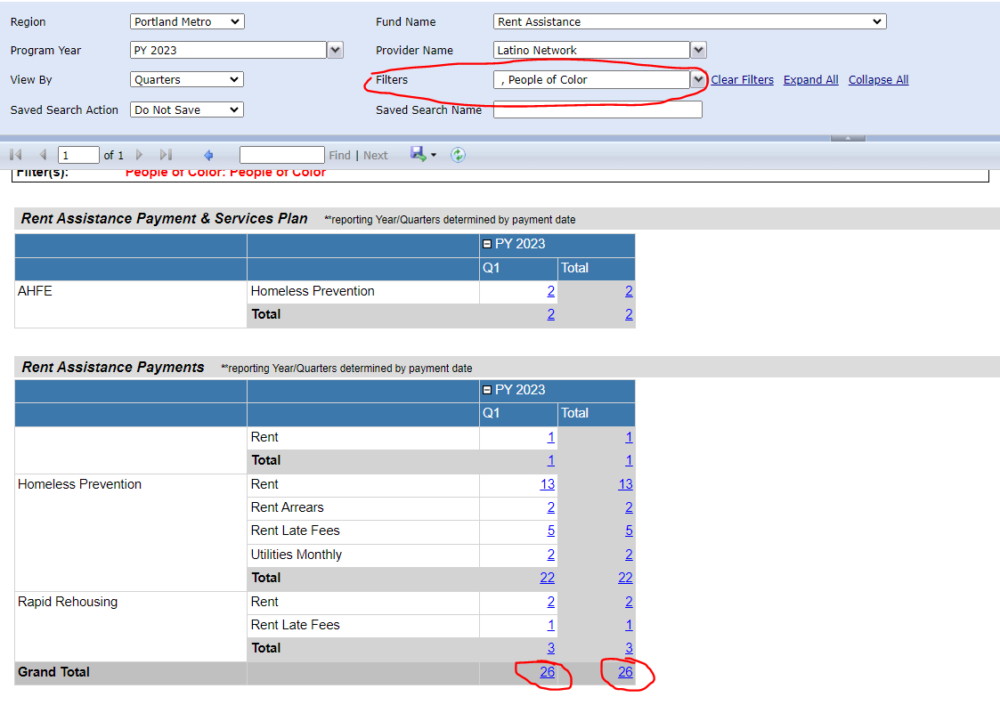 Region Portland Metro Fund Name Rent Assistance
Program Year PY 2023 Provider Name Latino Network
View By Quarters Filters , People of Color Clear Filters Expand All Collapse All
Saved Search Action Do Not Save Saved Search Name
1 of 1 Find | Next
Filter(s): People of Color: People of Color
Rent Assistance Payment & Services Plan **reporting Year/Quarters determined by payment date
PY 2023
Q1 Total
AHFE Homeless Prevention 2 2
Total 2 2
Rent Assistance Payments **reporting Year/Quarters determined by payment date
PY 2023
Q1 Total
Rent 1 1
Total 1 1
Homeless Prevention Rent 13 13
Rent Arrears 2 2
Rent Late Fees 5 5
Utilities Monthly 2 2
Total 22 22
Rapid Rehousing Rent 2 2
Rent Late Fees 1 1
Total 3 3
Grand Total 26 26